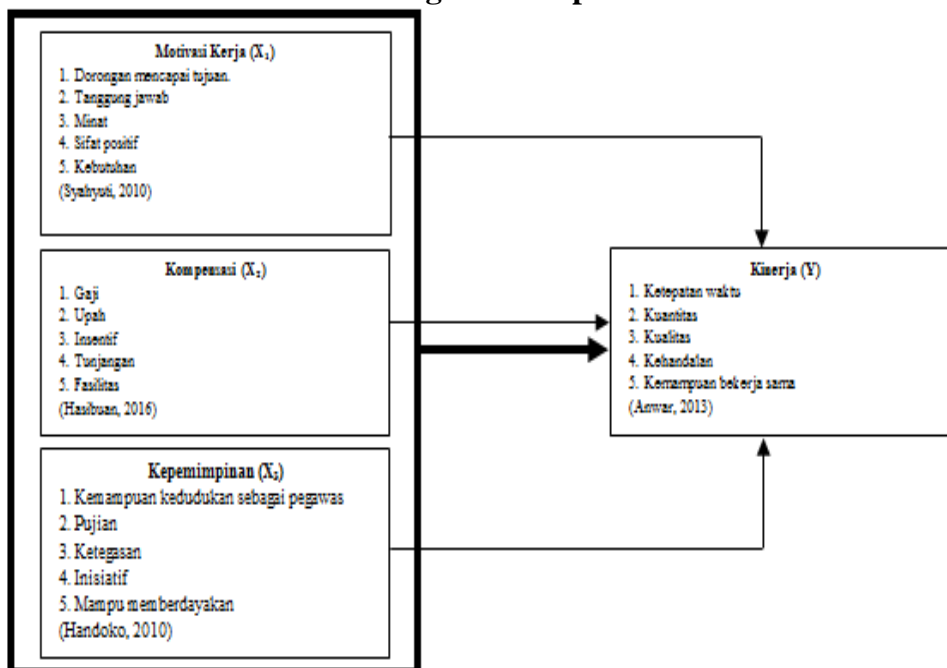 Motivasi Kerja (X₁)
1. Dorongan mencapai tujuan.
2. Tanggung jawab
3. Minat
4. Sifat positif
5. Kebutuhan
(Syahyuti, 2010)
Kompensasi (X₂)
1. Gaji
2. Upah
3. Insentif
4. Tunjangan
5. Fasilitas
(Hasibuan, 2016)
Kepemimpinan (X₃)
1. Kemampuan kedudukan sebagai pegawas
2. Pujian
3. Ketegasan
4. Inisiatif
5. Mampu memberdayakan
(Handoko, 2010)
Kinerja (Y)
1. Ketepatan waktu
2. Kuantitas
3. Kualitas
4. Kehandalan
5. Kemampuan bekerja sama
(Anwar, 2013)